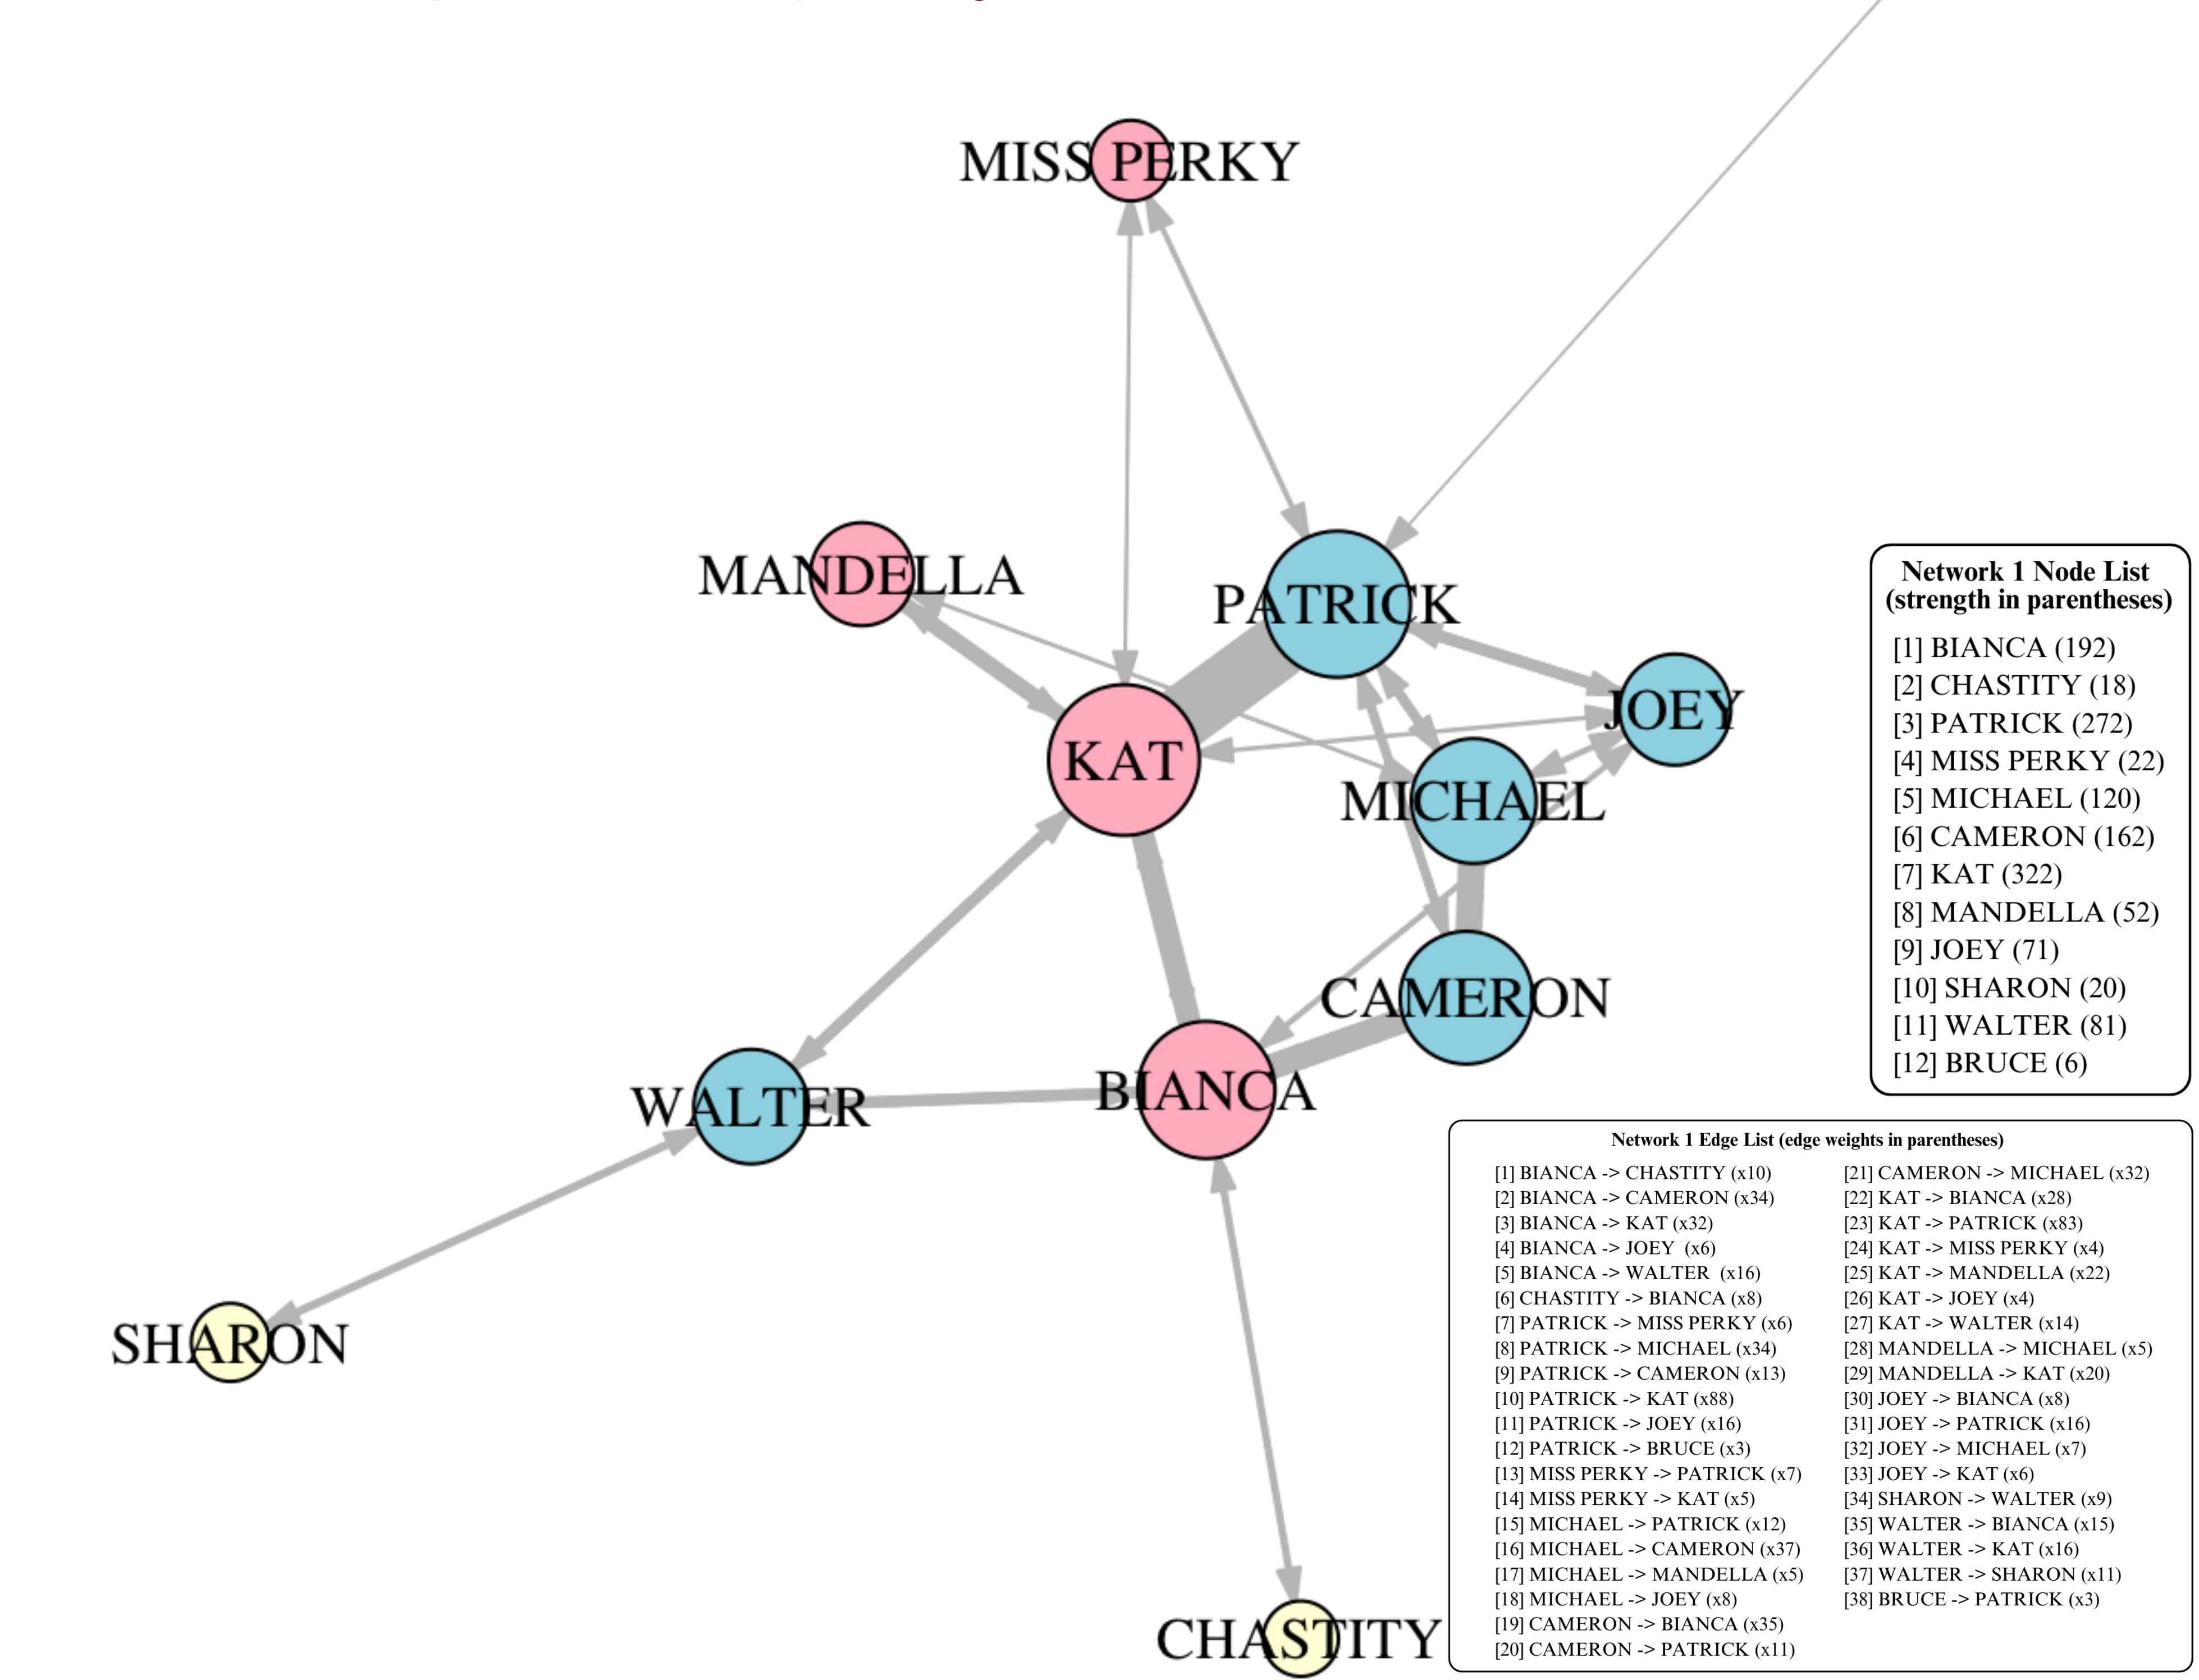 MISS PERKY
MANDELLA
PATRICK
JOEY
KAT
MICHAEL
CAMERON
WALTER
BIANCA
SHARON
CHASTITY
Network 1 Node List
(strength in parentheses)
[1] BIANCA (192)
[2] CHASTITY (18)
[3] PATRICK (272)
[4] MISS PERKY (22)
[5] MICHAEL (120)
[6] CAMERON (162)
[7] KAT (322)
[8] MANDELLA (52)
[9] JOEY (71)
[10] SHARON (20)
[11] WALTER (81)
[12] BRUCE (6)
Network 1 Edge List (edge weights in parentheses)
[1] BIANCA -> CHASTITY (x10)
[2] BIANCA -> CAMERON (x34)
[3] BIANCA -> KAT (x32)
[4] BIANCA -> JOEY (x6)
[5] BIANCA -> WALTER (x16)
[6] CHASTITY -> BIANCA (x8)
[7] PATRICK -> MISS PERKY (x6)
[8] PATRICK -> MICHAEL (x34)
[9] PATRICK -> CAMERON (x13)
[10] PATRICK -> KAT (x88)
[11] PATRICK -> JOEY (x16)
[12] PATRICK -> BRUCE (x3)
[13] MISS PERKY -> PATRICK (x7)
[14] MISS PERKY -> KAT (x5)
[15] MICHAEL -> PATRICK (x12)
[16] MICHAEL -> CAMERON (x37)
[17] MICHAEL -> MANDELLA (x5)
[18] MICHAEL -> JOEY (x8)
[19] CAMERON -> BIANCA (x35)
[20] CAMERON -> PATRICK (x11)
[21] CAMERON -> MICHAEL (x32)
[22] KAT -> BIANCA (x28)
[23] KAT -> PATRICK (x83)
[24] KAT -> MISS PERKY (x4)
[25] KAT -> MANDELLA (x22)
[26] KAT -> JOEY (x4)
[27] KAT -> WALTER (x14)
[28] MANDELLA -> MICHAEL (x5)
[29] MANDELLA -> KAT (x20)
[30] JOEY -> BIANCA (x8)
[31] JOEY -> PATRICK (x16)
[32] JOEY -> MICHAEL (x7)
[33] JOEY -> KAT (x6)
[34] SHARON -> WALTER (x9)
[35] WALTER -> BIANCA (x15)
[36] WALTER -> KAT (x16)
[37] WALTER -> SHARON (x11)
[38] BRUCE -> PATRICK (x3)